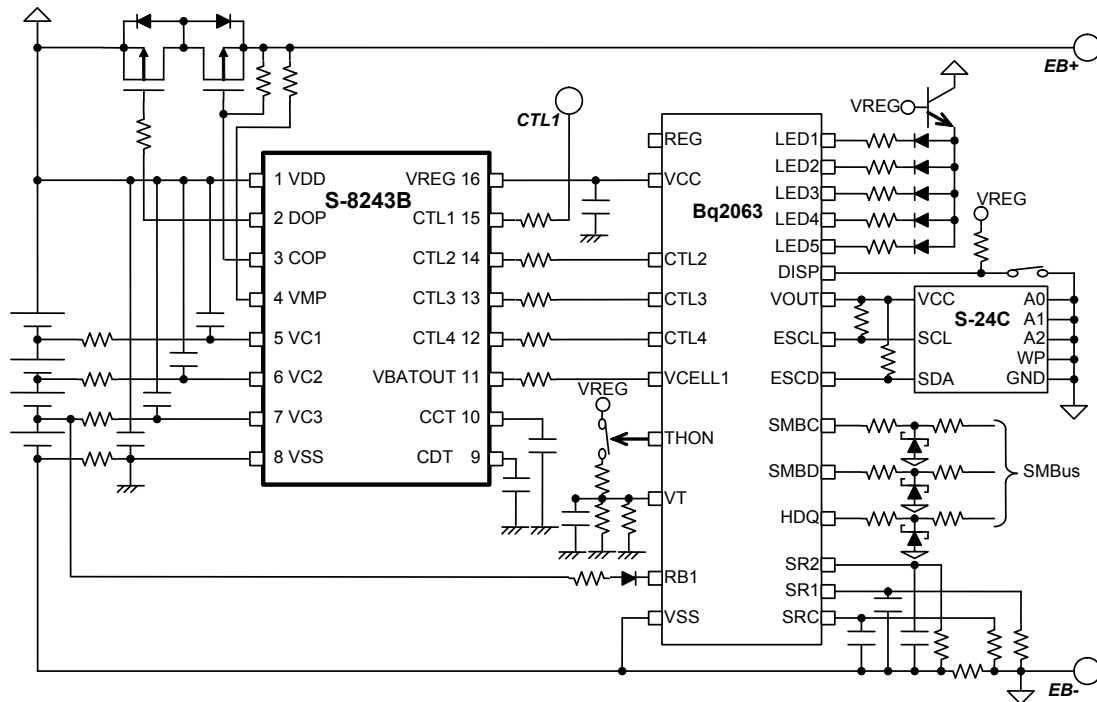 EB+
CTL1
VREG
S-8243B
1 VDD
2 DOP
3 COP
4 VMP
5 VC1
6 VC2
7 VC3
8 VSS
VREG 16
CTL1 15
CTL2 14
CTL3 13
CTL4 12
VBATOUT 11
CCT 10
CDT 9
VREG
Bq2063
REG
VCC
CTL2
CTL3
CTL4
VCELL1
THON
VT
RB1
VSS
LED1
LED2
LED3
LED4
LED5
DISP
VOUT
ESCL
ESCD
SMBC
SMBD
HDQ
SR2
SR1
SRC
VREG
S-24C
VCC
SCL
SDA
A0
A1
A2
WP
GND
SMBus
EB-